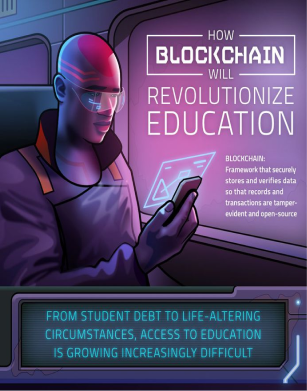 HOW
BLOCKCHAIN
WILL
REVOLUTIONIZE
EDUCATION
BLOCKCHAIN:
Framework that securely
stores and verifies data
so that records and
transactions are tamper-
evident and open-source
FROM STUDENT DEBT TO LIFE-ALTERING
CIRCUMSTANCES, ACCESS TO EDUCATION
IS GROWING INCREASINGLY DIFFICULT